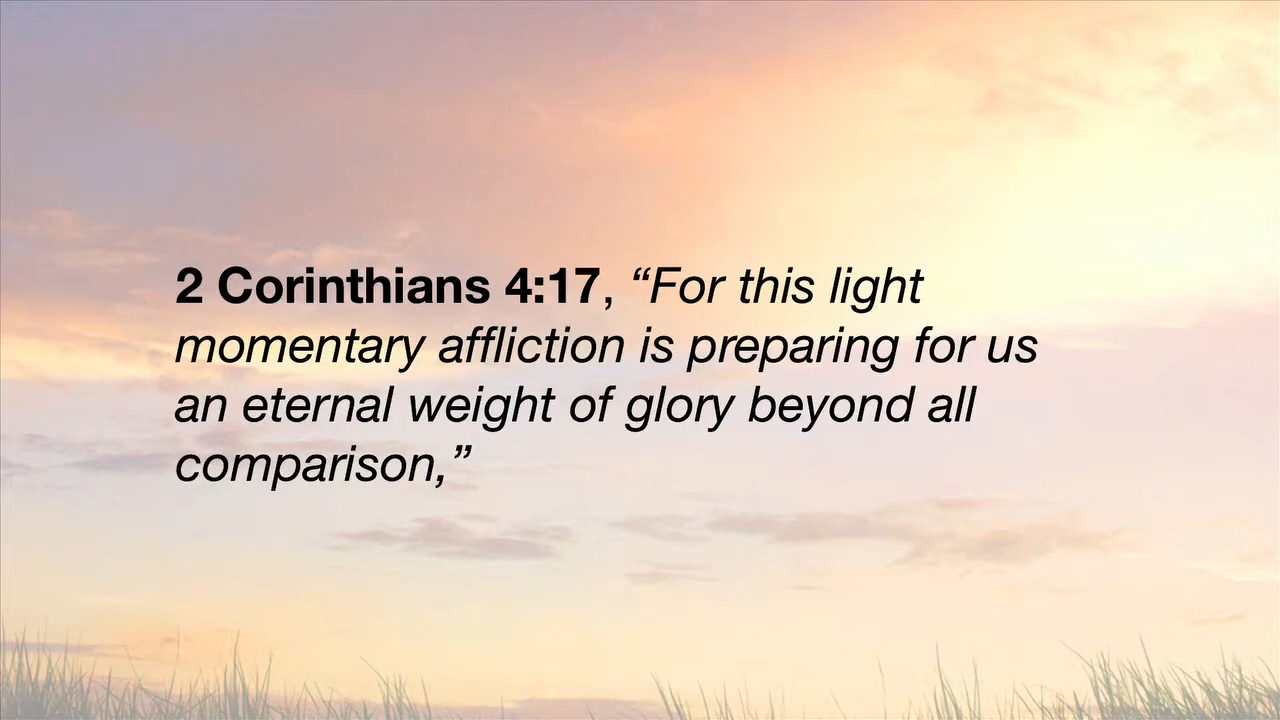 2 Corinthians 4:17, “For this light
momentary affliction is preparing for us
an eternal weight of glory beyond all
comparison,”